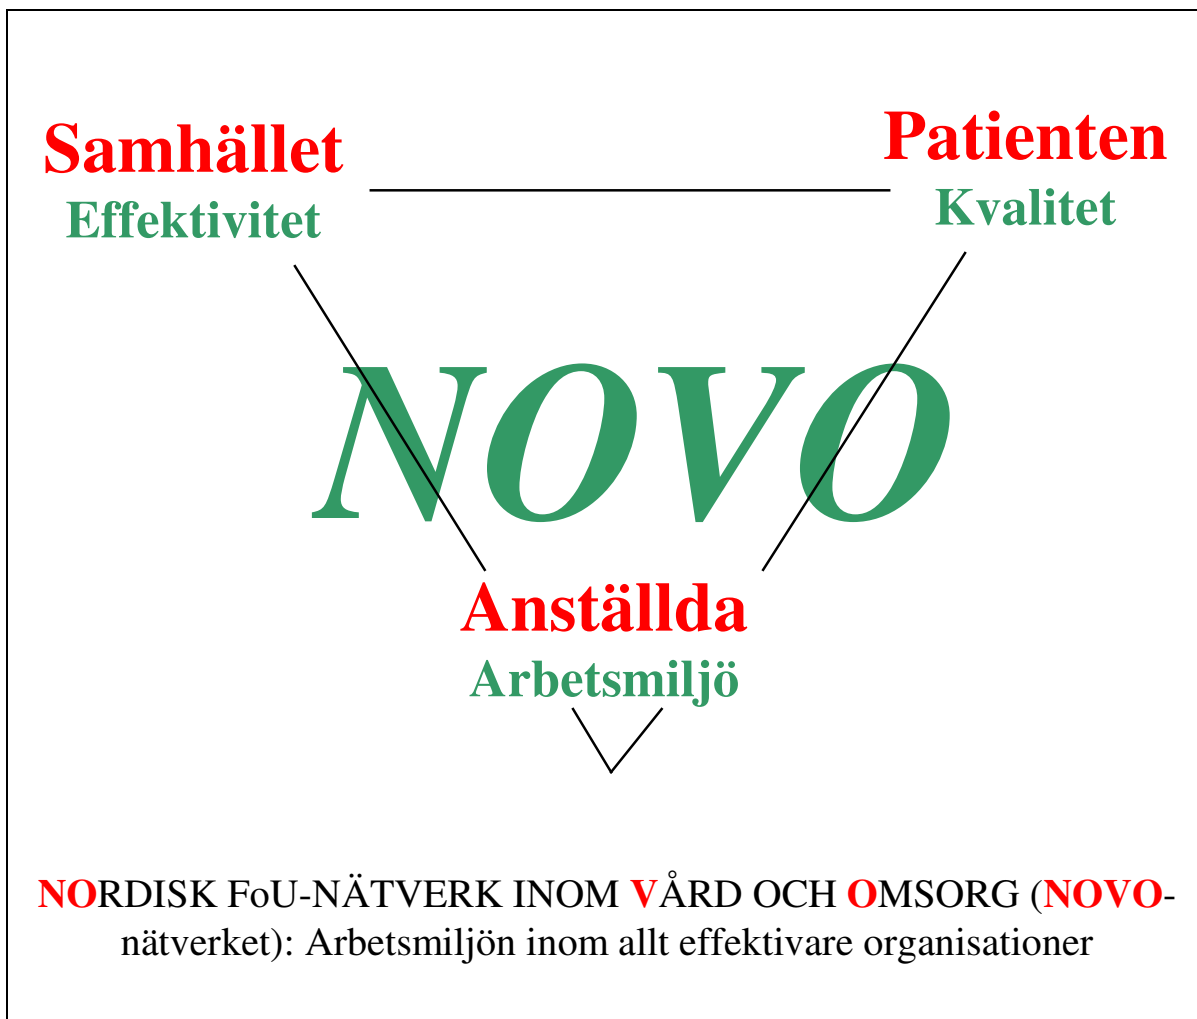 Samhället
Effektivitet
Patienten
Kvalitet
NOVO
Anställda
Arbetsmiljö
NORDISK FoU-NÄTVERK INOM VÅRD OCH OMSORG (NOVO-
nätverket): Arbetsmiljön inom allt effektivare organisationer